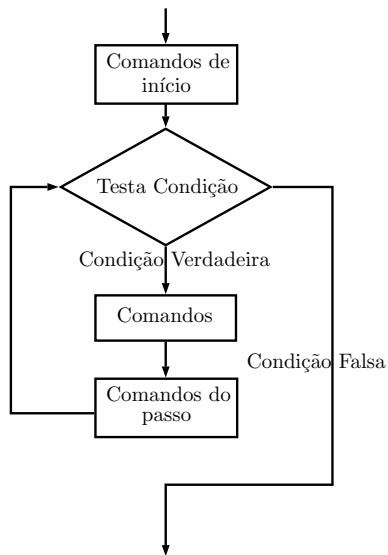 Comandos de
início
Testa Condição
Condição Verdadeira
Comandos
Condição Falsa
Comandos do
passo